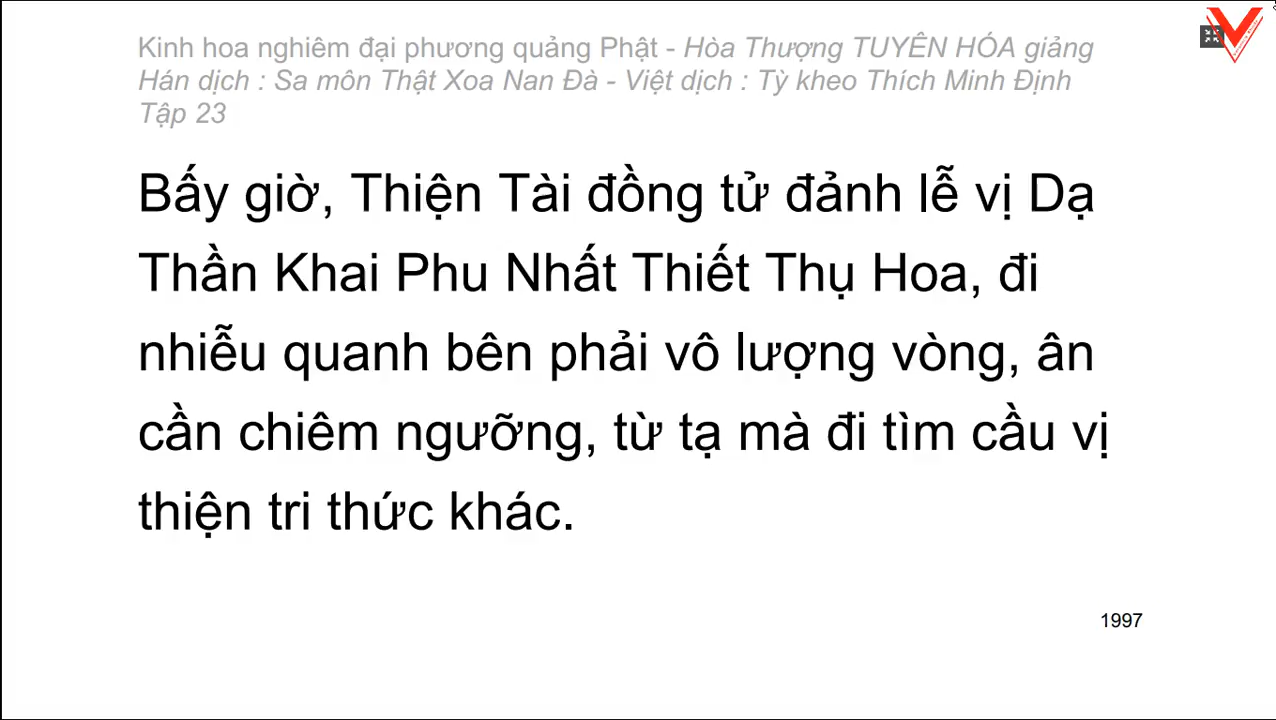 Kinh hoa nghiêm đại phương quảng Phật - Hòa Thượng TUYÊN HÓA giảng
Hán dịch : Sa môn Thật Xoa Nan Đà - Việt dịch : Tỳ kheo Thích Minh Định
Tập 23
Bấy giờ, Thiện Tài đồng tử đảnh lễ vị Dạ
Thần Khai Phu Nhất Thiết Thụ Hoa, đi
nhiễu quanh bên phải vô lượng vòng, ân
cần chiêm ngưỡng, từ tạ mà đi tìm cầu vị
thiện tri thức khác.
1997